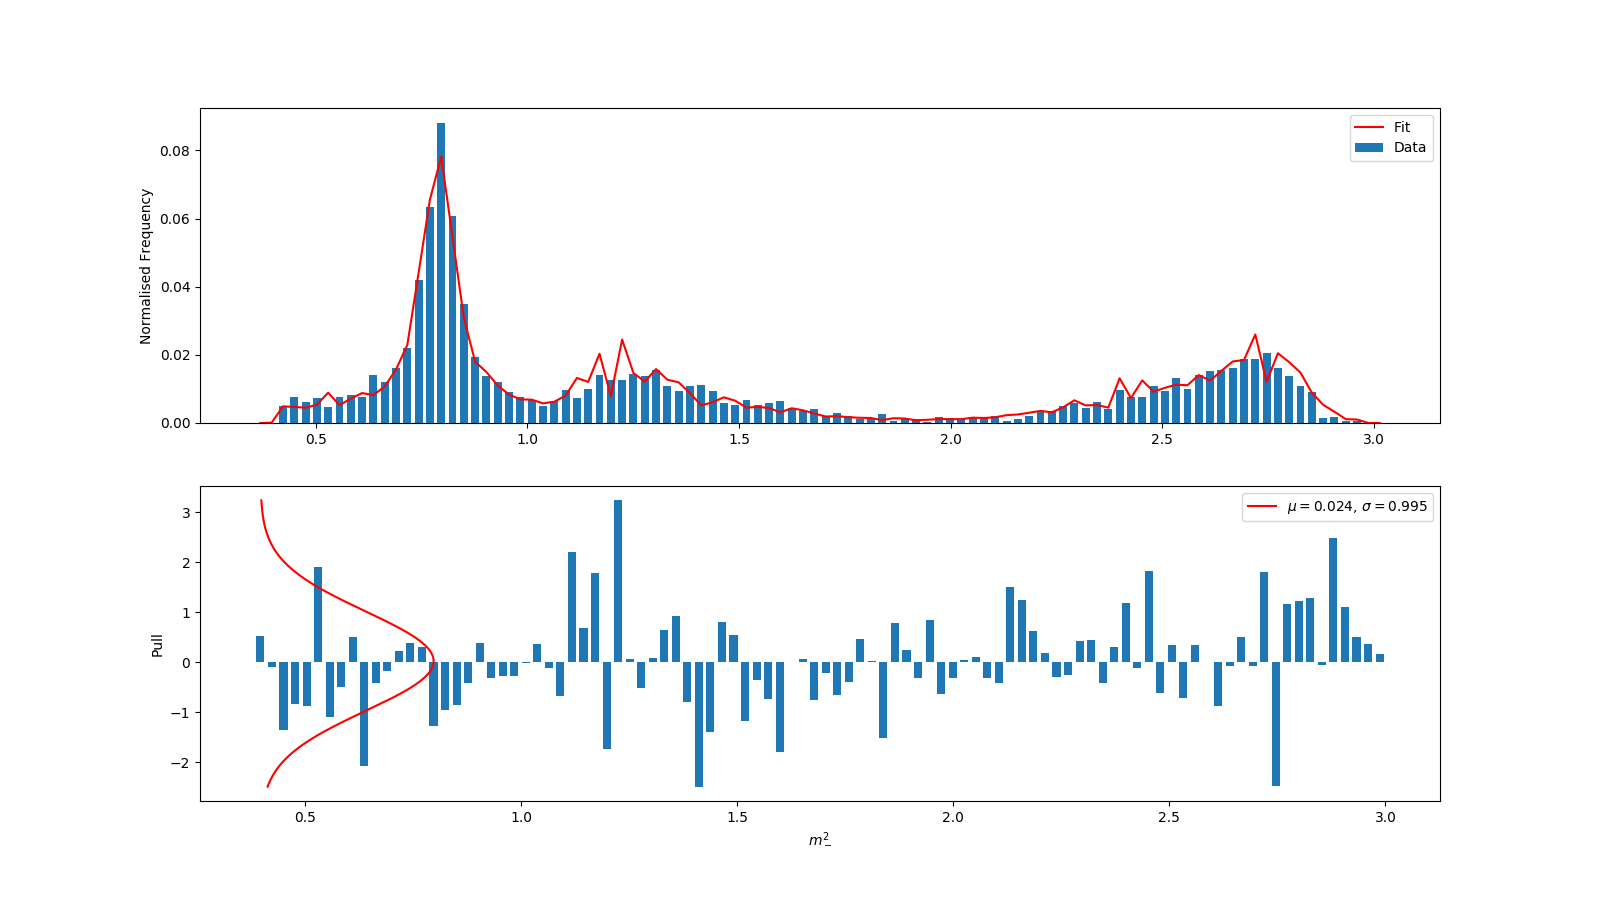 Normalised Frequency
0.08
0.06
0.04
0.02
0.00
Fit
Data
0.5 1.0 1.5 2.0 2.5 3.0
Pull
3
2
1
0
−1
−2
μ = 0.024, σ = 0.995
0.5 1.0 1.5 2.0 2.5 3.0
m²₋